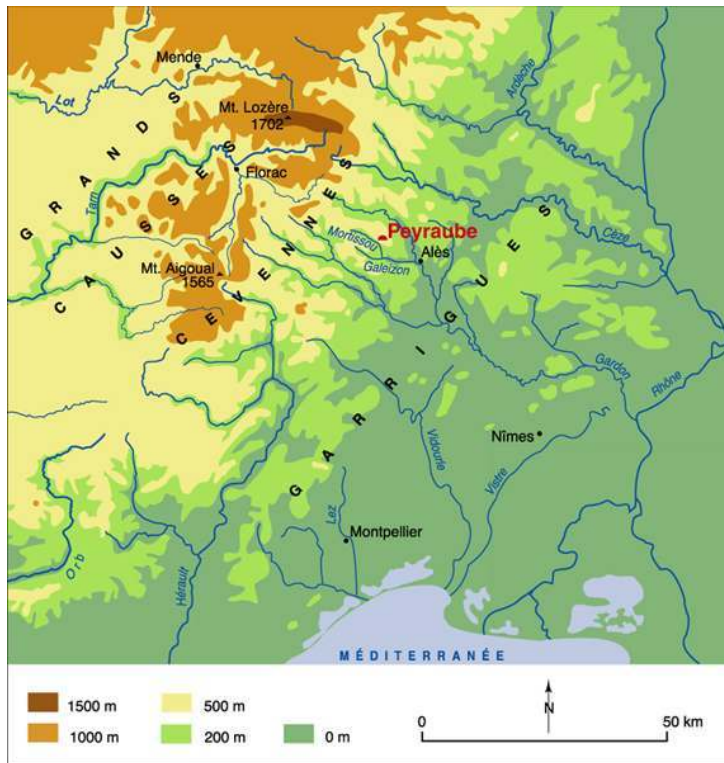 Mende
Lot
Mt. Lozère
1702
Ardèche
GRANDS
CAUSSES
Florac
Tarn
CEVENNES
Mortissou
Peyraube
Alès
Galeizon
Cèze
Mt. Aigoual
1565
GARRIGUES
Gardon
Rhône
Nîmes
Vidourle
Vistre
Lez
Montpellier
Orb
Hérault
MÉDITERRANÉE
1500 m
500 m
1000 m
200 m
0 m
N
0
50 km